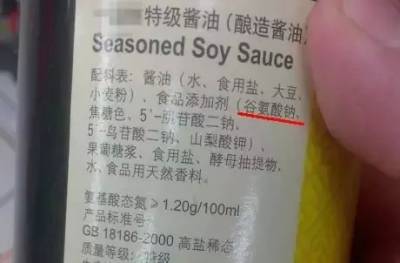 特级酱油(酿造酱油)
Seasoned Soy Sauce
配料表：酱油（水、食用盐、大豆、
小麦粉）、食品添加剂（谷氨酸钠、
焦糖色、5'-肌苷酸二钠、
5'-鸟苷酸二钠、山梨酸钾）、
果葡糖浆、食用盐、酵母抽提物、
水、食品用天然香料。
氨基酸态氮≥1.20g/100ml
产品标准号：
GB 18186-2000 高盐稀态
质量等级：特级